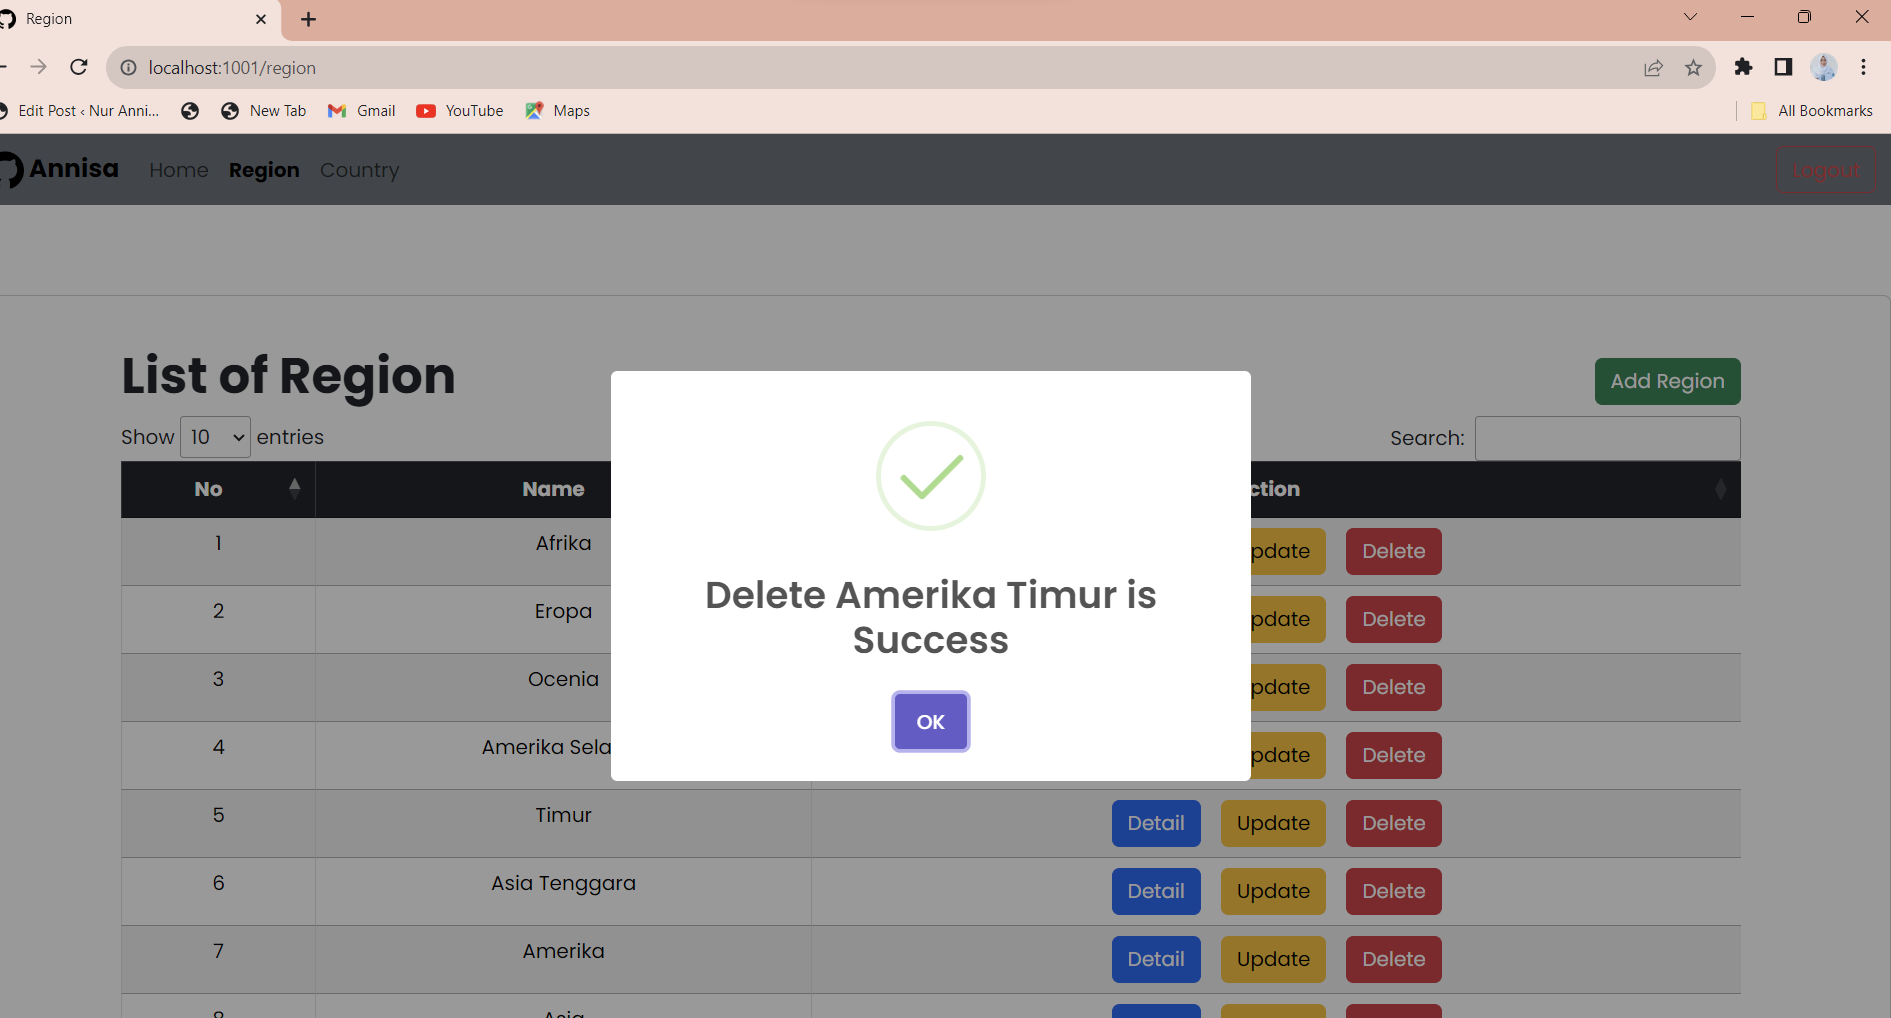 Region
localhost:1001/region
Edit Post ‹ Nur Anni...
New Tab
Gmail
YouTube
Maps
All Bookmarks
Annisa
Home
Region
Country
Logout
List of Region
Add Region
Show 10 entries
Search:
No
Name
ction
1
Afrika
pdate
Delete
2
Eropa
pdate
Delete
3
Ocenia
pdate
Delete
4
Amerika Sela
pdate
Delete
Delete Amerika Timur is
Success
OK
5
Timur
Detail
Update
Delete
6
Asia Tenggara
Detail
Update
Delete
7
Amerika
Detail
Update
Delete
8
Asia